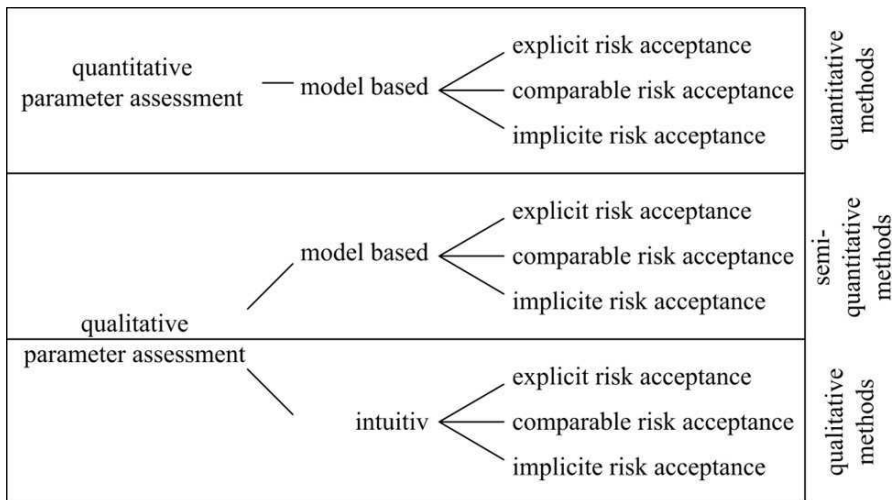 quantitative
parameter assessment
model based
explicit risk acceptance
comparable risk acceptance
implicite risk acceptance
quantitative
methods
qualitative
parameter assessment
model based
explicit risk acceptance
comparable risk acceptance
implicite risk acceptance
semi-
quantitative
methods
intuitiv
explicit risk acceptance
comparable risk acceptance
implicite risk acceptance
qualitative
methods